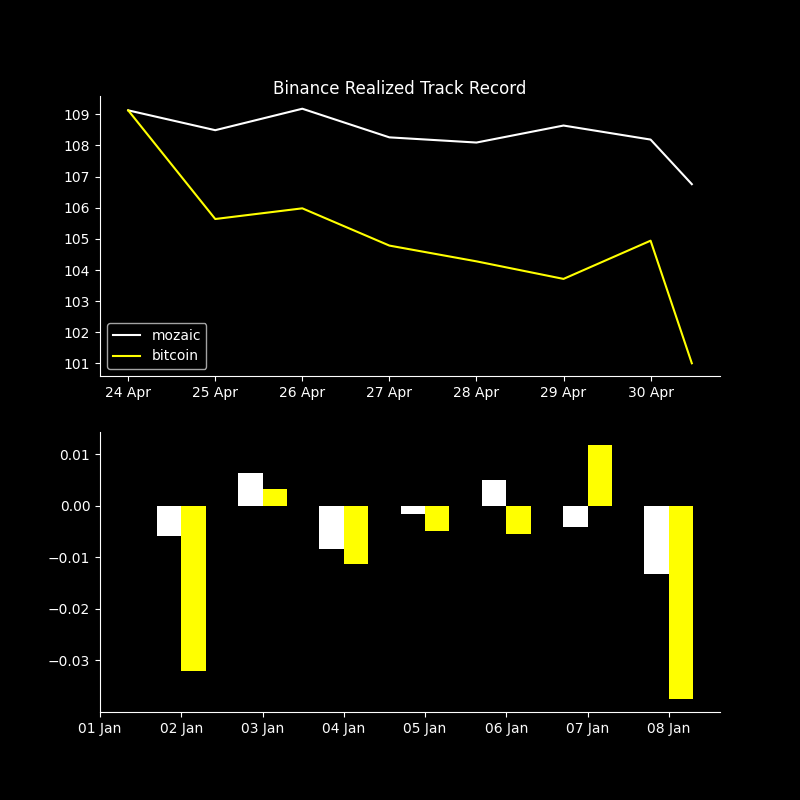 Binance Realized Track Record
109
108
107
106
105
104
103
102
101
mozaic
bitcoin
24 Apr 25 Apr 26 Apr 27 Apr 28 Apr 29 Apr 30 Apr
0.01
0.00
−0.01
−0.02
−0.03
01 Jan 02 Jan 03 Jan 04 Jan 05 Jan 06 Jan 07 Jan 08 Jan